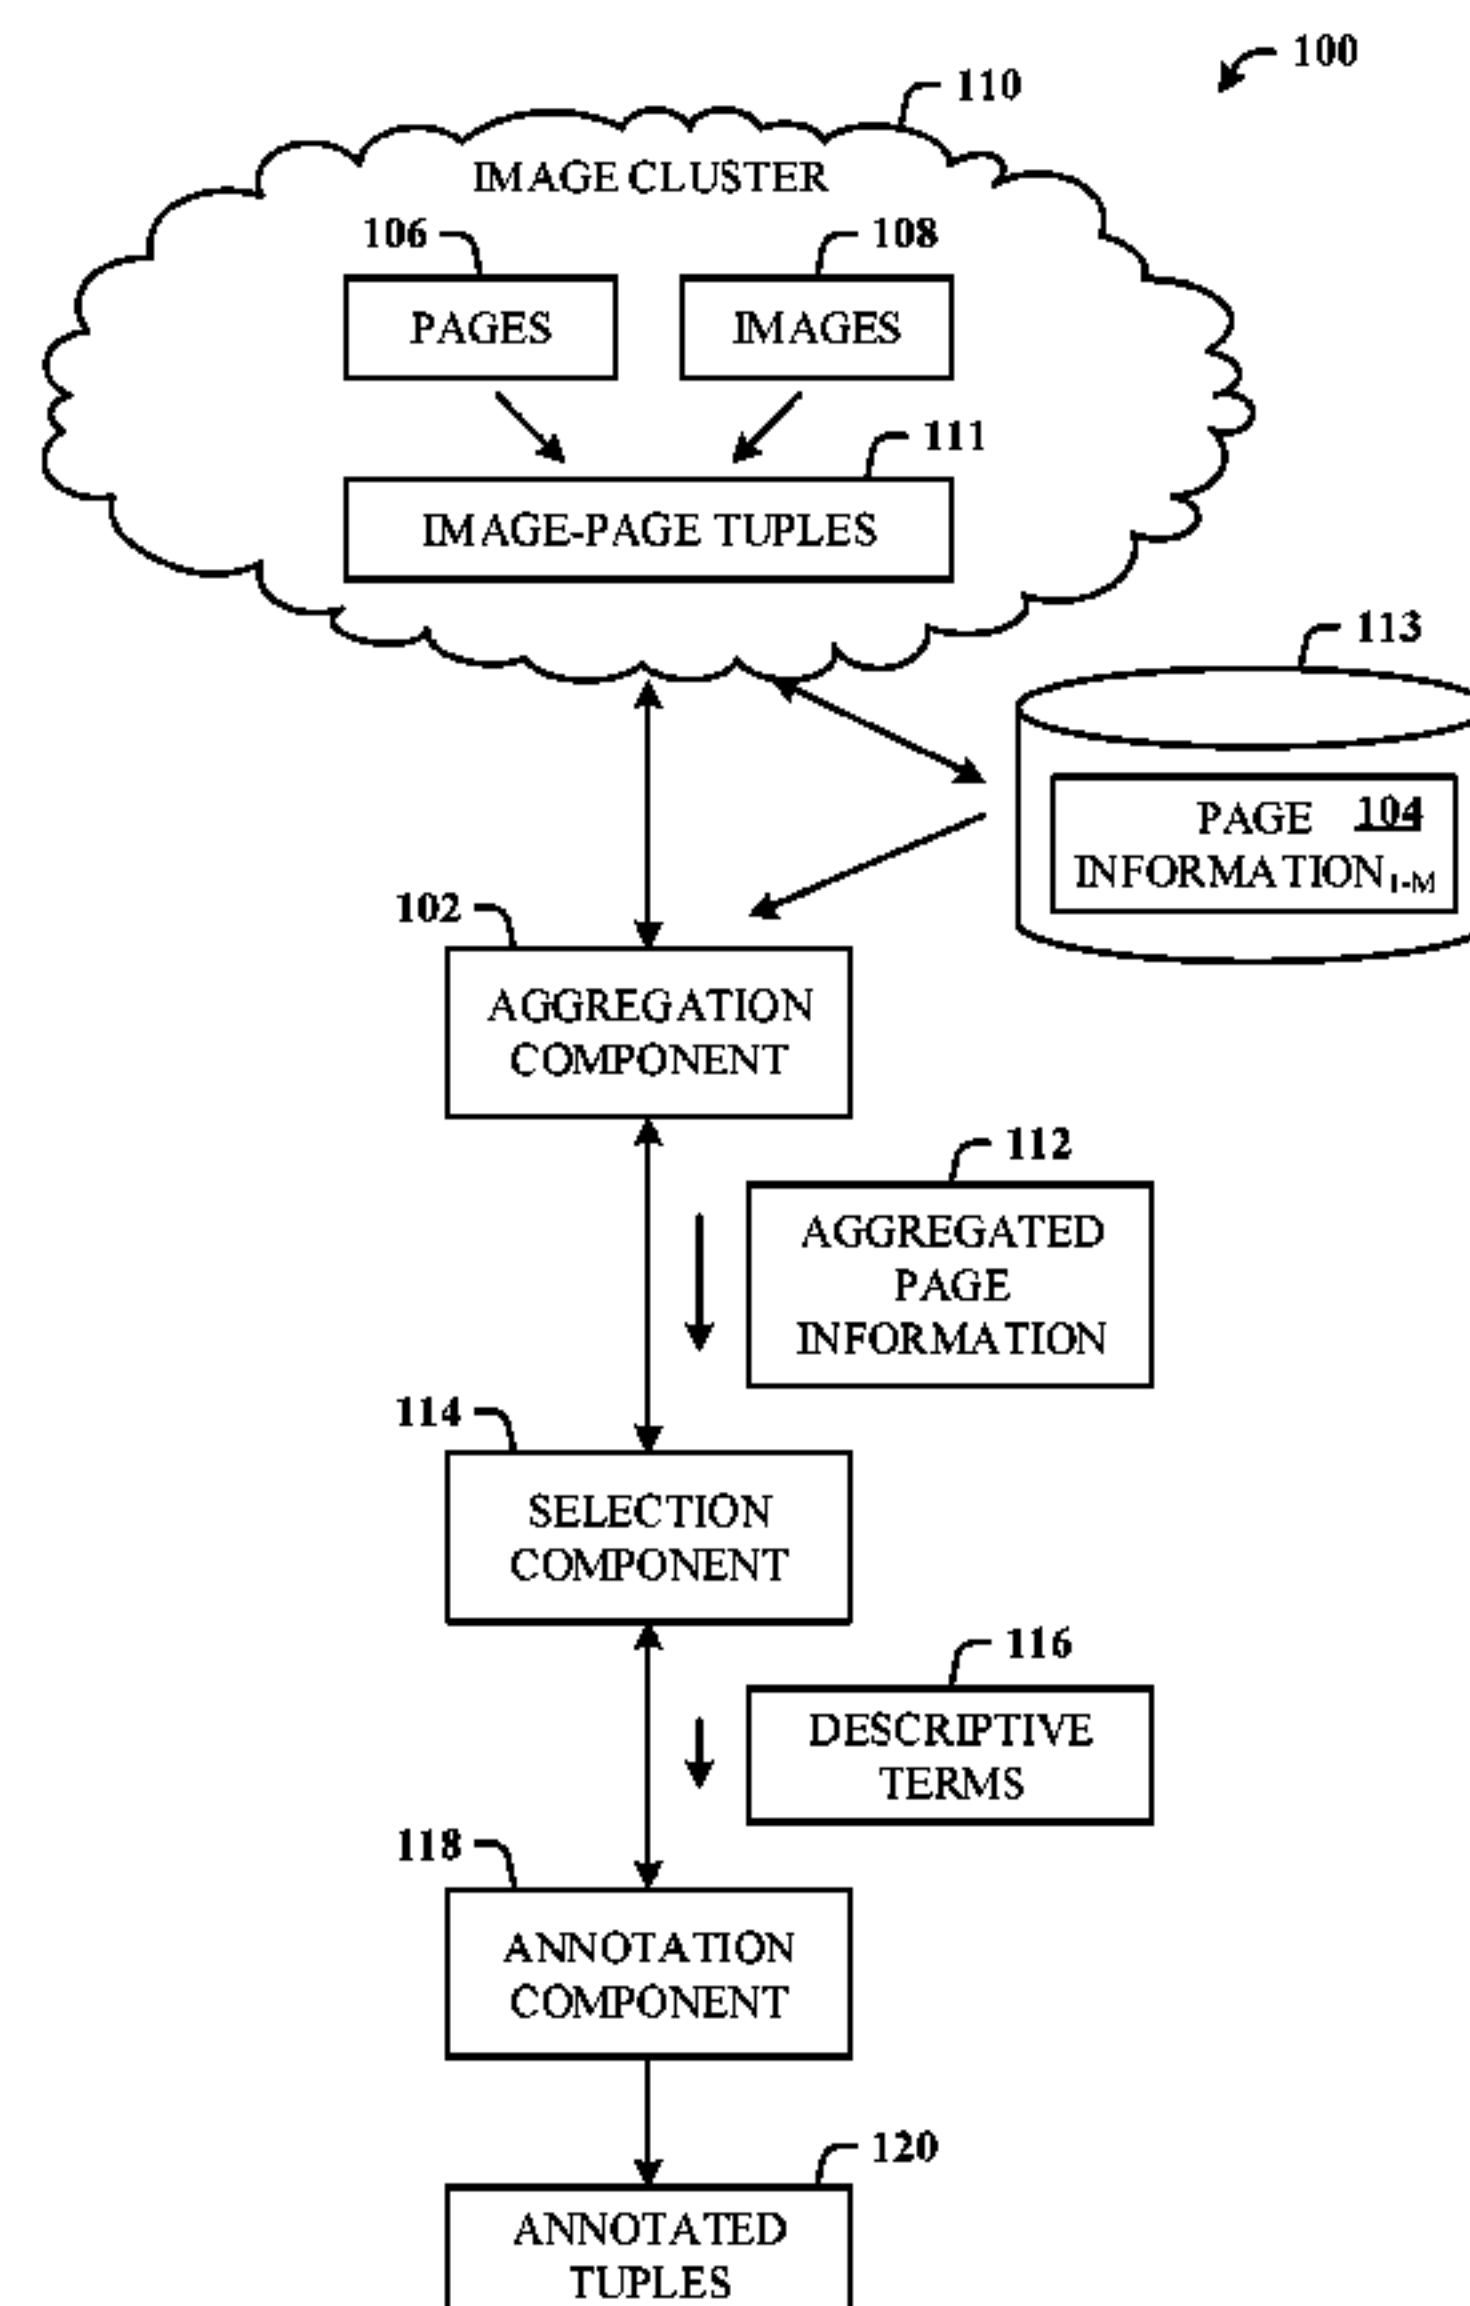 100
110
IMAGE CLUSTER
106
108
PAGES
IMAGES
111
IMAGE-PAGE TUPLES
113
PAGE 104
INFORMATION1-M
102
AGGREGATION
COMPONENT
112
AGGREGATED
PAGE
INFORMATION
114
SELECTION
COMPONENT
116
DESCRIPTIVE
TERMS
118
ANNOTATION
COMPONENT
120
ANNOTATED
TUPLES